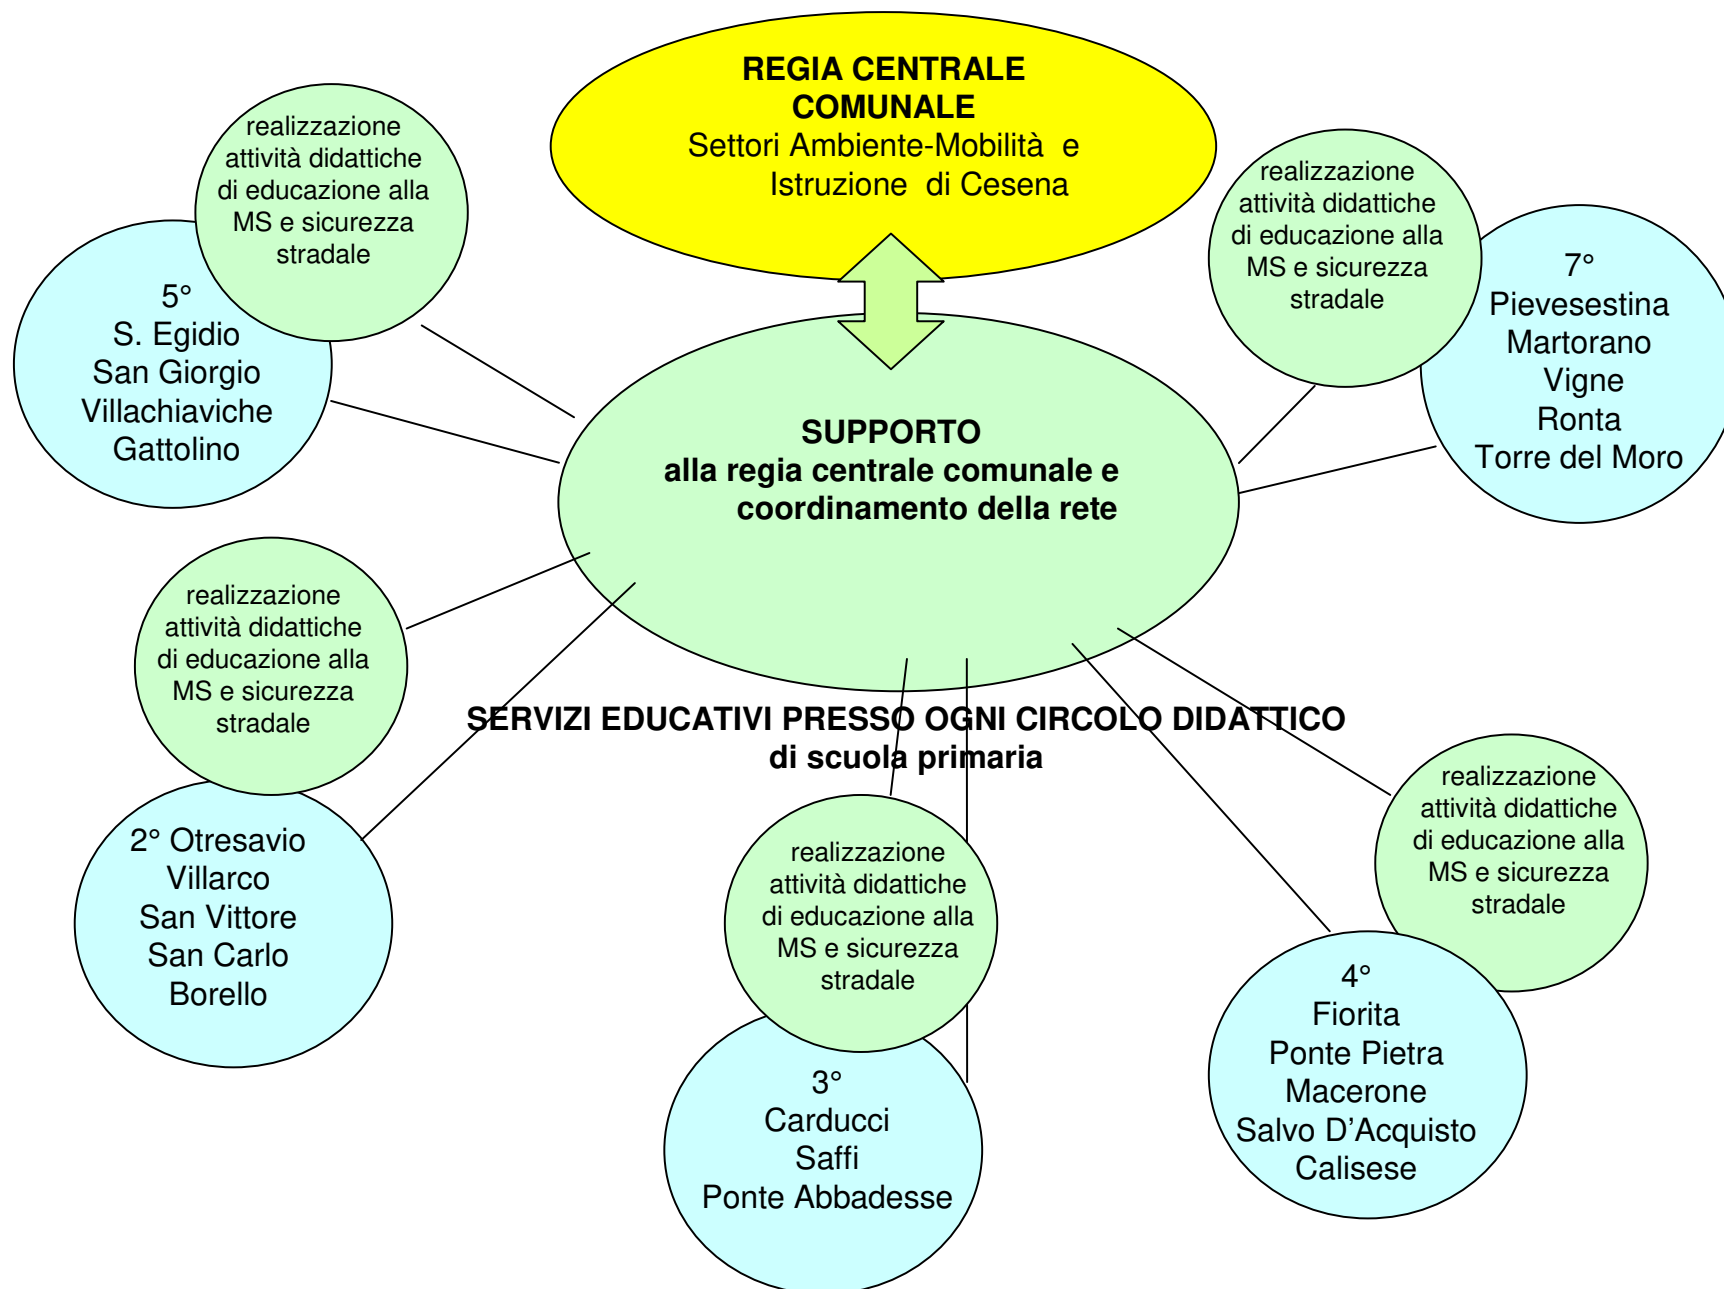 REGIA CENTRALE
COMUNALE
Settori Ambiente-Mobilità e
Istruzione di Cesena
realizzazione
attività didattiche
di educazione alla
MS e sicurezza
stradale
5°
S. Egidio
San Giorgio
Villachiaviche
Gattolino
realizzazione
attività didattiche
di educazione alla
MS e sicurezza
stradale
7°
Pievesestina
Martorano
Vigne
Ronta
Torre del Moro
SUPPORTO
alla regia centrale comunale e
coordinamento della rete
realizzazione
attività didattiche
di educazione alla
MS e sicurezza
stradale
2° Otresavio
Villarco
San Vittore
San Carlo
Borello
SERVIZI EDUCATIVI PRESSO OGNI CIRCOLO DIDATTICO
di scuola primaria
realizzazione
attività didattiche
di educazione alla
MS e sicurezza
stradale
3°
Carducci
Saffi
Ponte Abbadesse
realizzazione
attività didattiche
di educazione alla
MS e sicurezza
stradale
4°
Fiorita
Ponte Pietra
Macerone
Salvo D’Acquisto
Calisese